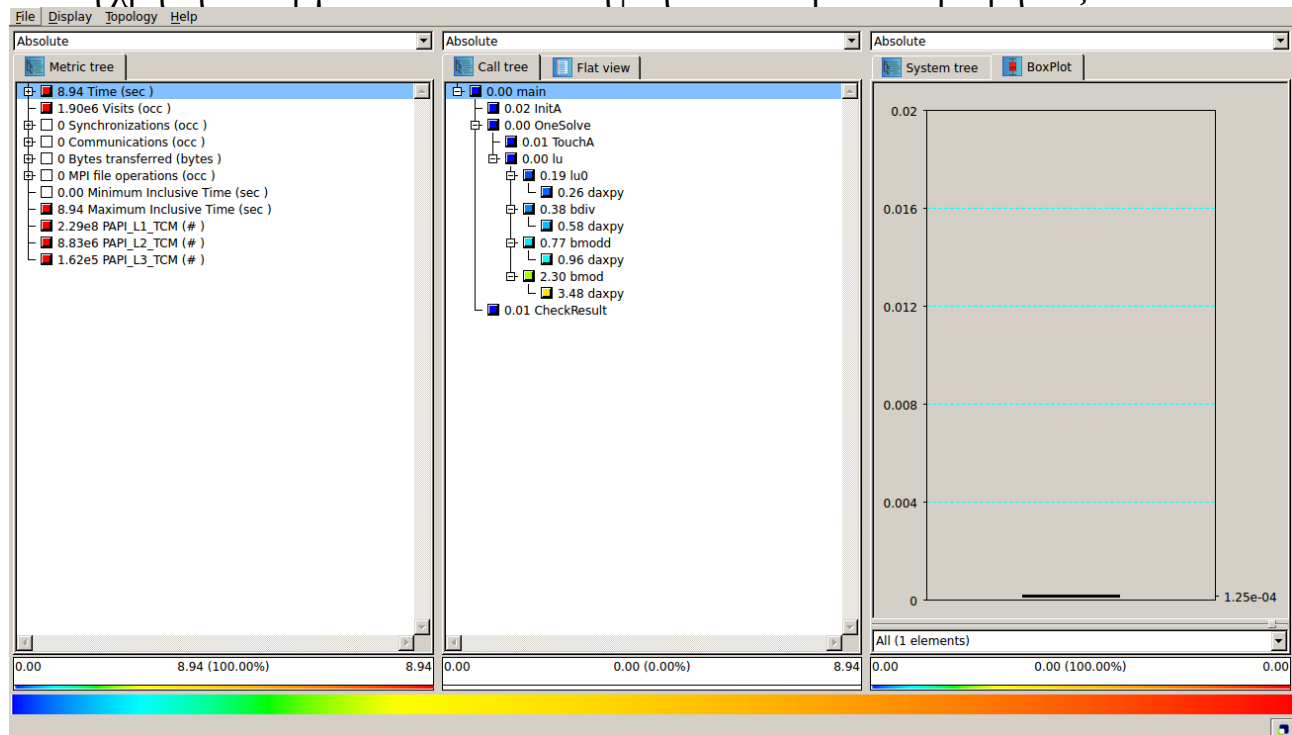 File Display Topology Help
Absolute
Metric tree
8.94 Time (sec )
1.90e6 Visits (occ )
0 Synchronizations (occ )
0 Communications (occ )
0 Bytes transferred (bytes )
0 MPI file operations (occ )
0.00 Minimum Inclusive Time (sec )
8.94 Maximum Inclusive Time (sec )
2.29e8 PAPI_L1_TCM (# )
8.83e6 PAPI_L2_TCM (# )
1.62e5 PAPI_L3_TCM (# )
0.00 8.94 (100.00%) 8.94
Absolute
Call tree Flat view
0.00 main
0.02 InitA
0.00 OneSolve
0.01 TouchA
0.00 lu
0.19 lu0
0.26 daxpy
0.38 bdiv
0.58 daxpy
0.77 bmodd
0.96 daxpy
2.30 bmod
3.48 daxpy
0.01 CheckResult
0.00 0.00 (0.00%) 8.94
Absolute
System tree BoxPlot
0.02
0.016
0.012
0.008
0.004
0 1.25e-04
All (1 elements)
0.00 0.00 (100.00%) 0.00